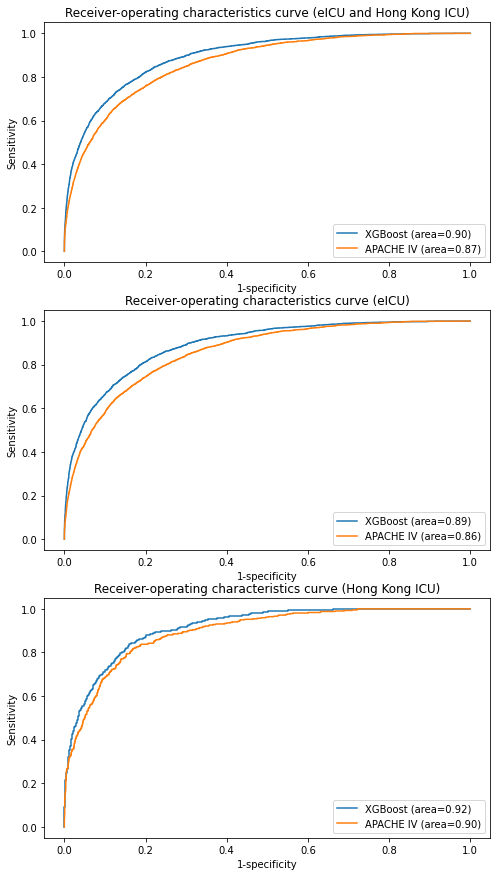 Receiver-operating characteristics curve (eICU and Hong Kong ICU)
1.0
0.8
0.6
0.4
0.2
0.0
Sensitivity
XGBoost (area=0.90)
APACHE IV (area=0.87)
0.0 0.2 0.4 0.6 0.8 1.0
1-specificity
Receiver-operating characteristics curve (eICU)
1.0
0.8
0.6
0.4
0.2
0.0
Sensitivity
XGBoost (area=0.89)
APACHE IV (area=0.86)
0.0 0.2 0.4 0.6 0.8 1.0
1-specificity
Receiver-operating characteristics curve (Hong Kong ICU)
1.0
0.8
0.6
0.4
0.2
0.0
Sensitivity
XGBoost (area=0.92)
APACHE IV (area=0.90)
0.0 0.2 0.4 0.6 0.8 1.0
1-specificity